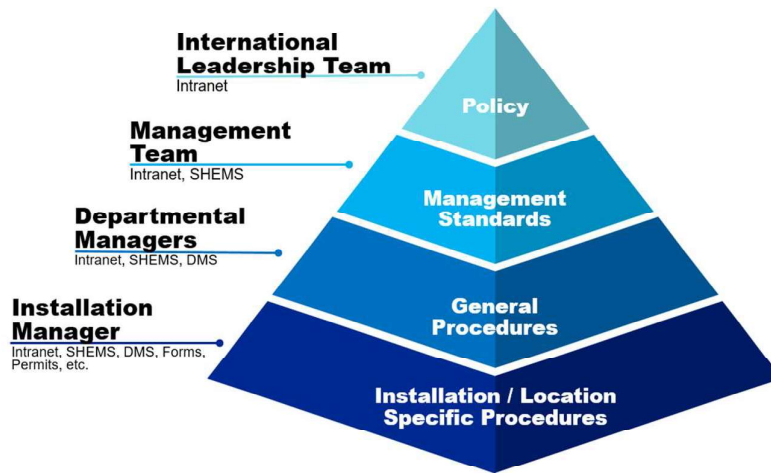 International
Leadership Team
Intranet
Policy
Management
Team
Intranet, SHEMS
Management
Standards
Departmental
Managers
Intranet, SHEMS, DMS
General
Procedures
Installation
Manager
Intranet, SHEMS, DMS, Forms,
Permits, etc.
Installation / Location
Specific Procedures